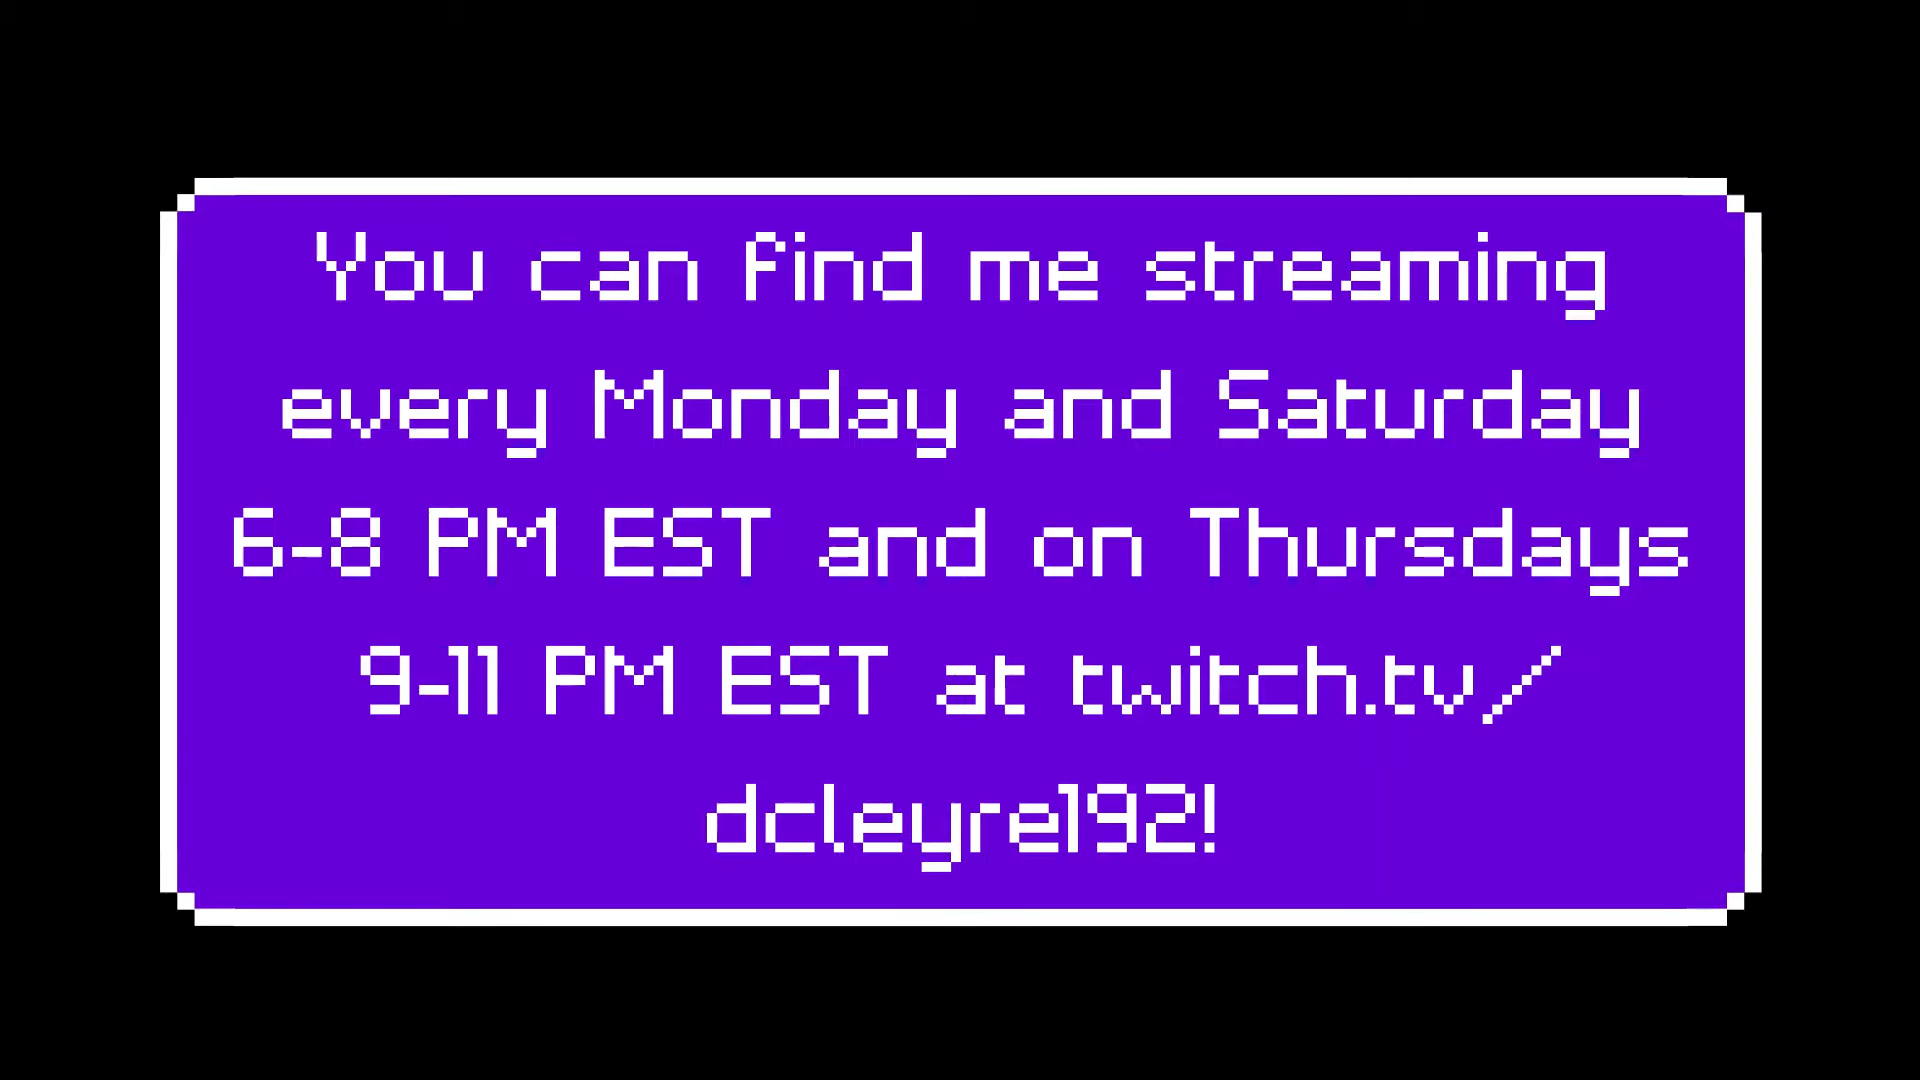 You can find me streaming
every Monday and Saturday
6-8 PM EST and on Thursdays
9-11 PM EST at twitch.tv/
dcleyre192!